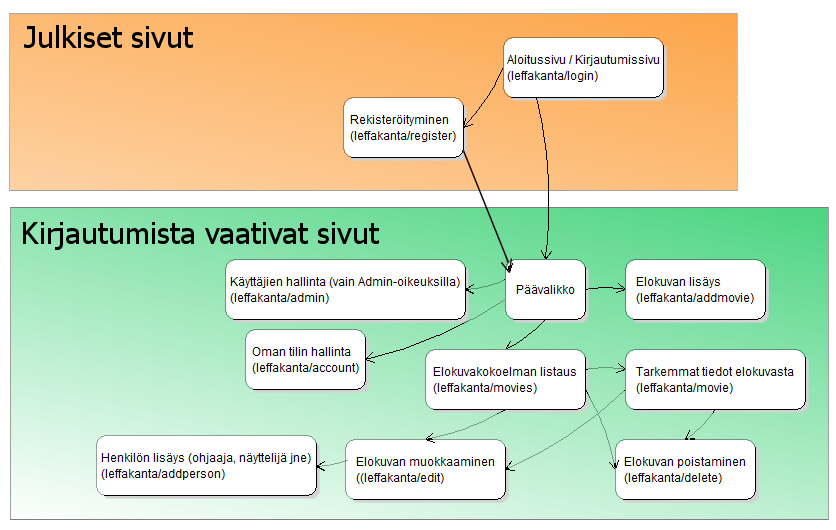 Julkiset sivut
Aloitussivu / Kirjautumissivu
(leffakanta/login)
Rekisteröityminen
(leffakanta/register)
Kirjautumista vaativat sivut
Käyttäjien hallinta (vain Admin-oikeuksilla)
(leffakanta/admin)
Päävalikko
Elokuvan lisäys
(leffakanta/addmovie)
Oman tilin hallinta
(leffakanta/account)
Elokuvakokoelman listaus
(leffakanta/movies)
Tarkemmat tiedot elokuvasta
(leffakanta/movie)
Henkilön lisäys (ohjaaja, näyttelijä jne)
(leffakanta/addperson)
Elokuvan muokkaaminen
((leffakanta/edit)
Elokuvan poistaminen
(leffakanta/delete)